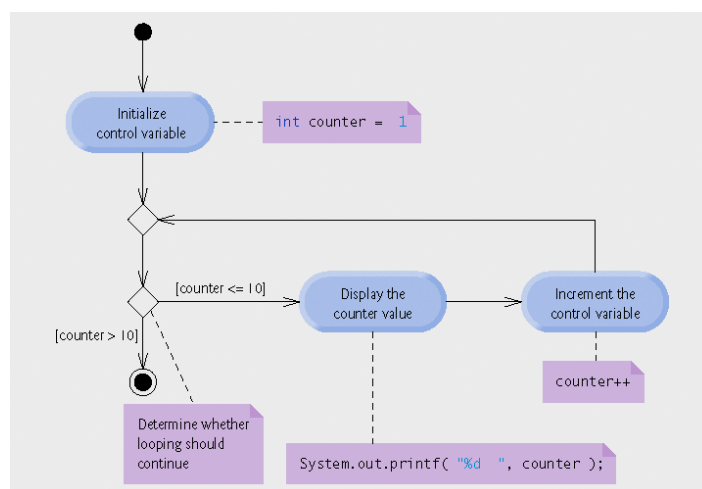 Initialize
control variable
int counter = 1
[counter <= 10]
Display the
counter value
Increment the
control variable
[counter > 10]
counter++
Determine whether
looping should
continue
System.out.printf( "%d  ", counter );